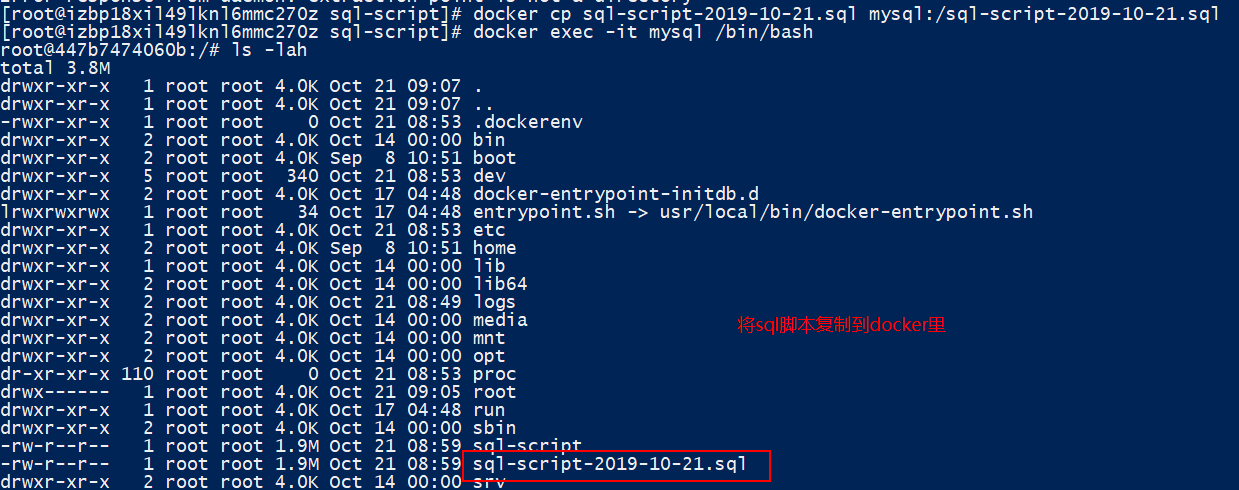 Error response from daemon: extraction point is not a directory
[root@izbp18xil49lknl6mmc270z sql-script]# docker cp sql-script-2019-10-21.sql mysql:/sql-script-2019-10-21.sql
[root@izbp18xil49lknl6mmc270z sql-script]# docker exec -it mysql /bin/bash
root@447b7474060b:/# ls -lah
total 3.8M
drwxr-xr-x   1 root root 4.0K Oct 21 09:07 .
drwxr-xr-x   1 root root 4.0K Oct 21 09:07 ..
-rwxr-xr-x   1 root root    0 Oct 21 08:53 .dockerenv
drwxr-xr-x   2 root root 4.0K Oct 14 00:00 bin
drwxr-xr-x   2 root root 4.0K Sep  8 10:51 boot
drwxr-xr-x   5 root root  340 Oct 21 08:53 dev
drwxr-xr-x   2 root root 4.0K Oct 17 04:48 docker-entrypoint-initdb.d
lrwxrwxrwx   1 root root   34 Oct 17 04:48 entrypoint.sh -> usr/local/bin/docker-entrypoint.sh
drwxr-xr-x   1 root root 4.0K Oct 21 08:53 etc
drwxr-xr-x   2 root root 4.0K Sep  8 10:51 home
drwxr-xr-x   1 root root 4.0K Oct 14 00:00 lib
drwxr-xr-x   2 root root 4.0K Oct 14 00:00 lib64
drwxr-xr-x   2 root root 4.0K Oct 21 08:49 logs
drwxr-xr-x   2 root root 4.0K Oct 14 00:00 media
将sql脚本复制到docker里
drwxr-xr-x   2 root root 4.0K Oct 14 00:00 mnt
drwxr-xr-x   2 root root 4.0K Oct 14 00:00 opt
dr-xr-xr-x 110 root root    0 Oct 21 08:53 proc
drwx------   1 root root 4.0K Oct 21 09:05 root
drwxr-xr-x   1 root root 4.0K Oct 17 04:48 run
drwxr-xr-x   2 root root 4.0K Oct 14 00:00 sbin
-rw-r--r--   1 root root 1.9M Oct 21 08:59 sql-script
-rw-r--r--   1 root root 1.9M Oct 21 08:59 sql-script-2019-10-21.sql
drwxr-xr-x   2 root root 4.0K Oct 14 00:00 srv